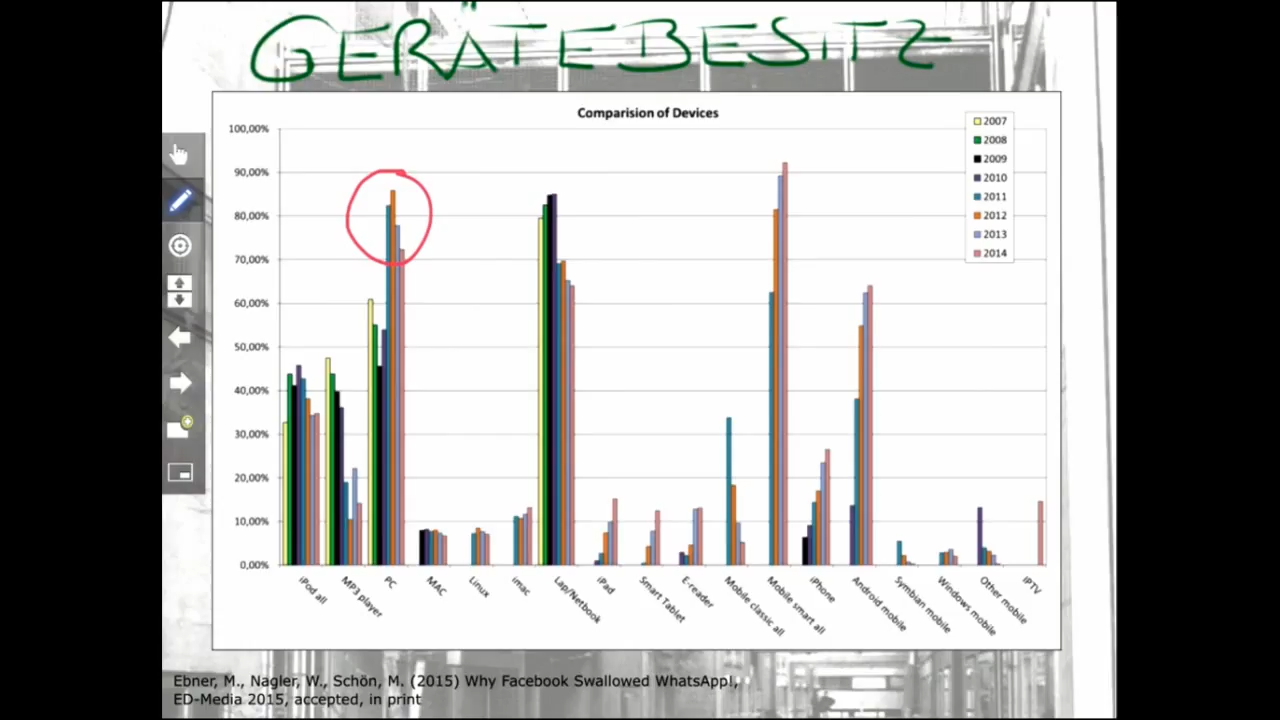 GERÄTEBESITZ
Comparision of Devices
100,00%
90,00%
80,00%
70,00%
60,00%
50,00%
40,00%
30,00%
20,00%
10,00%
0,00%
2007
2008
2009
2010
2011
2012
2013
2014
iPod all
MP3 player
PC
MAC
Linux
imac
Lap/Netbook
iPad
Smart Tablet
E-reader
Mobile classic all
Mobile smart all
iPhone
Android mobile
Symbian mobile
Windows mobile
Other mobile
IPTV
Ebner, M., Nagler, W., Schön, M. (2015) Why Facebook Swallowed WhatsApp!,
ED-Media 2015, accepted, in print